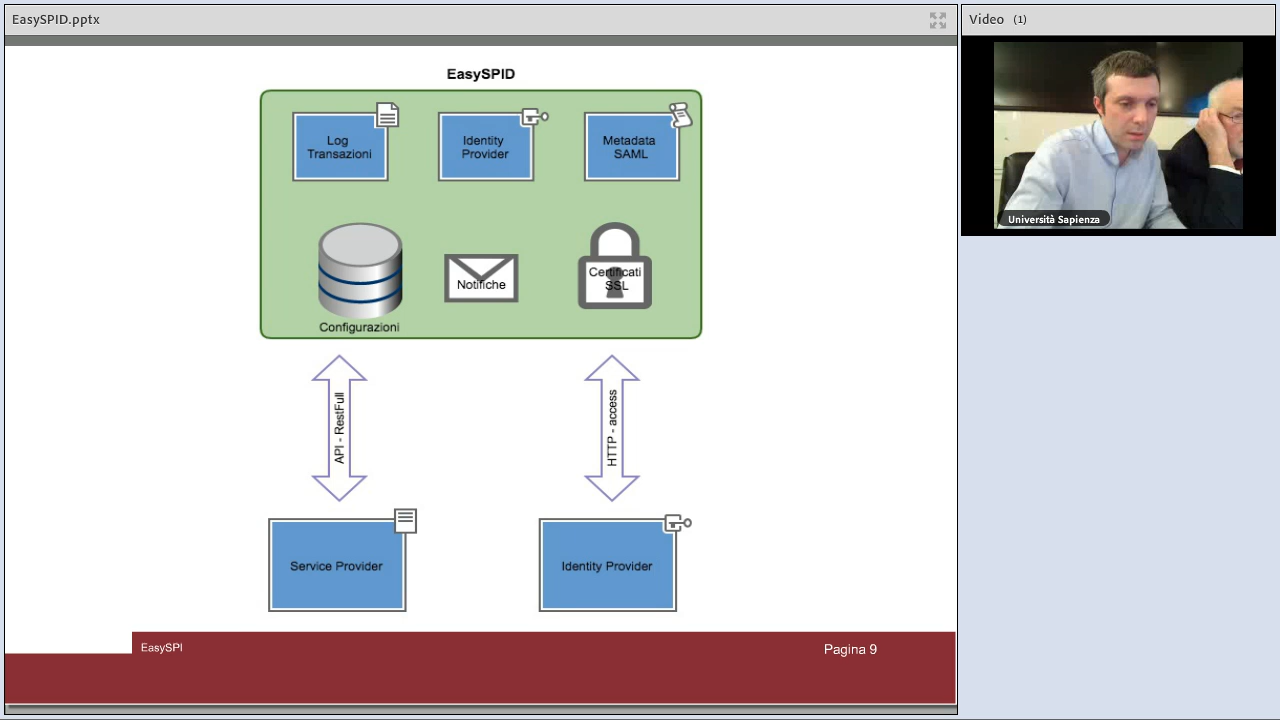 EasySPID.pptx
Video (1)
EasySPID
Log
Transazioni
Identity
Provider
Metadata
SAML
Configurazioni
Notifiche
Certificati
SSL
API - RestFull
HTTP - access
Service Provider
Identity Provider
EasySPI
Pagina 9
Università Sapienza